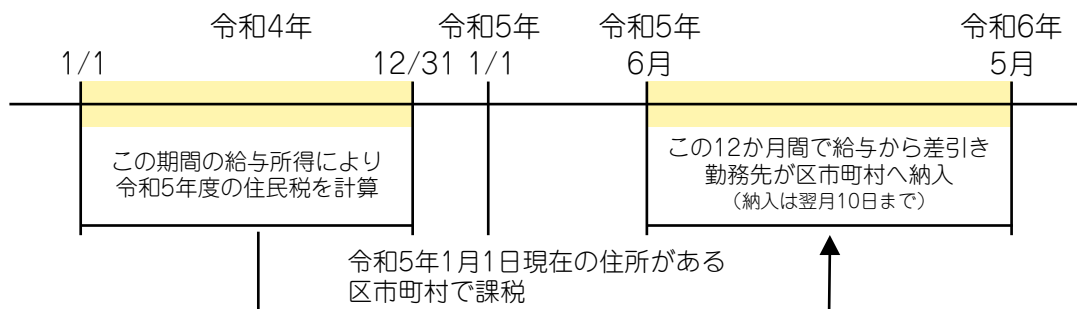 令和4年
令和5年
令和5年
令和6年
1/1
12/31
1/1
6月
5月
この期間の給与所得により
令和5年度の住民税を計算
この12か月間で給与から差引き
勤務先が区市町村へ納入
（納入は翌月10日まで）
令和5年1月1日現在の住所がある
区市町村で課税